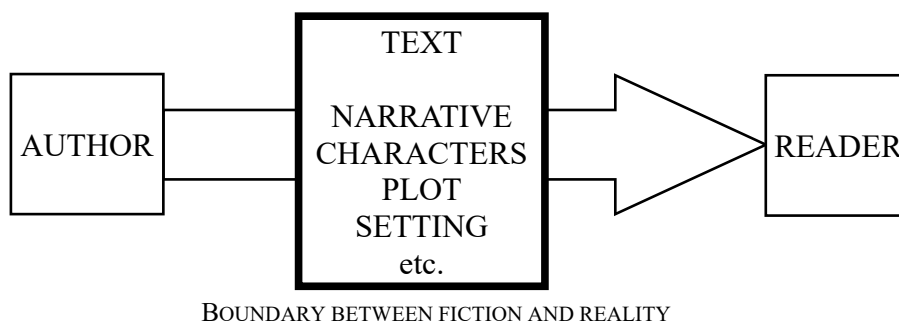 AUTHOR
TEXT
NARRATIVE
CHARACTERS
PLOT
SETTING
etc.
READER
BOUNDARY BETWEEN FICTION AND REALITY